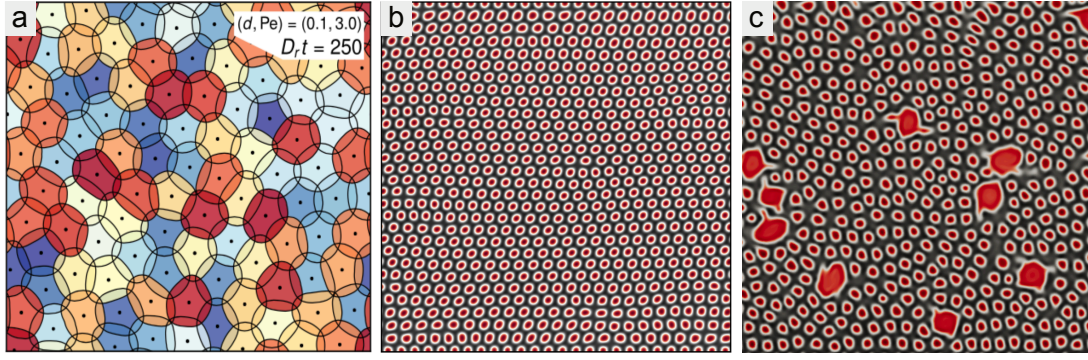 a
(d, Pe) = (0.1, 3.0)
Dᵣt = 250
b
c